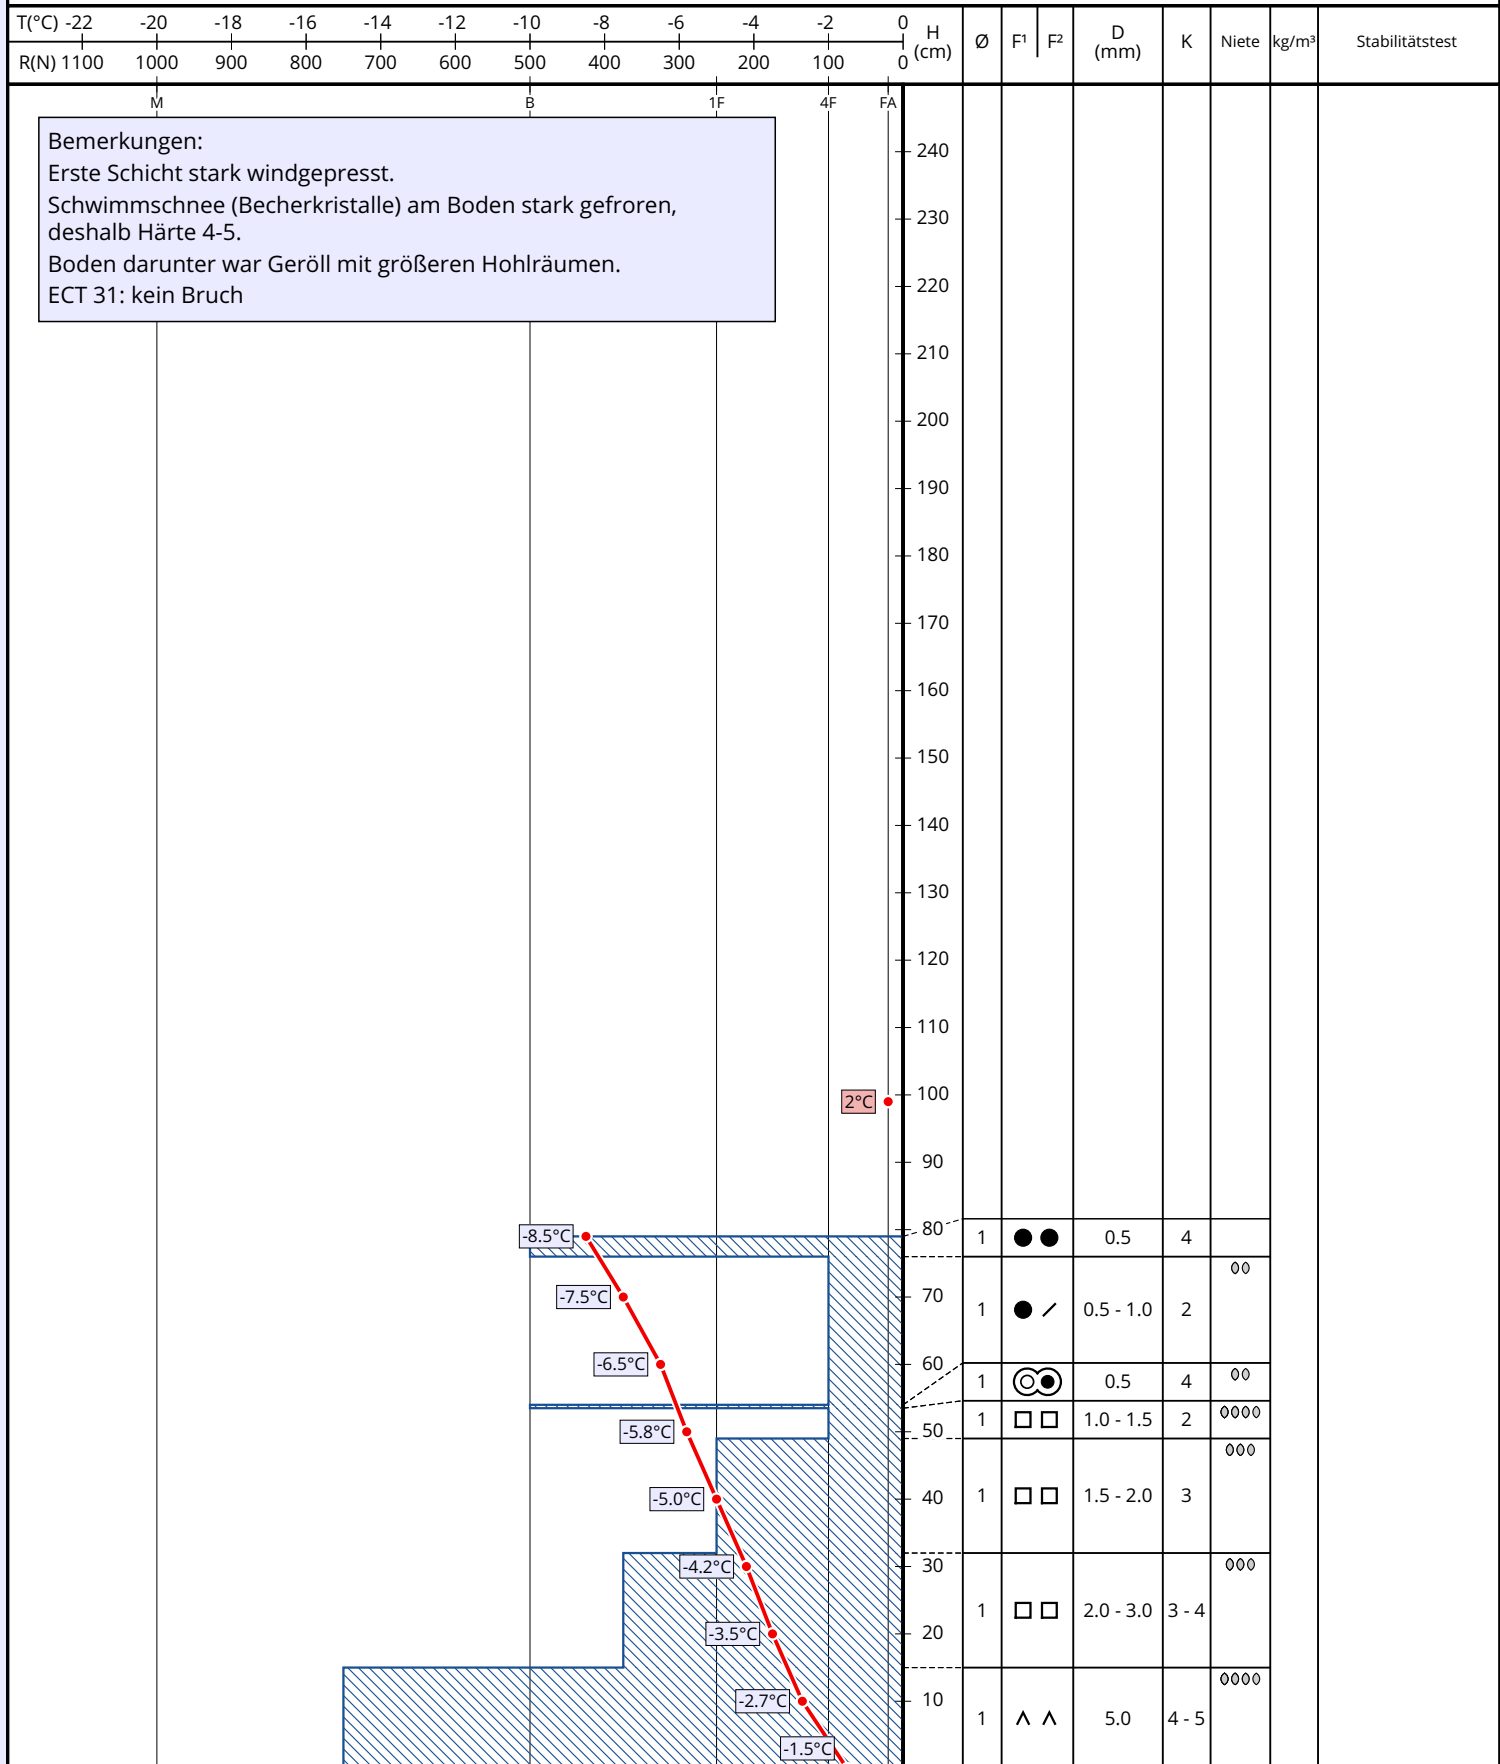 T(°C) -22 -20 -18 -16 -14 -12 -10 -8 -6 -4 -2 0
R(N) 1100 1000 900 800 700 600 500 400 300 200 100 0
H (cm) Ø F¹ F² D (mm) K Niete kg/m³ Stabilitätstest
M B 1F 4F FA
Bemerkungen:
Erste Schicht stark windgepresst.
Schwimmschnee (Becherkristalle) am Boden stark gefroren,
deshalb Härte 4-5.
Boden darunter war Geröll mit größeren Hohlräumen.
ECT 31: kein Bruch
240
230
220
210
200
190
180
170
160
150
140
130
120
110
100
2°C
90
80
-8.5°C 1 0.5 4
-7.5°C 70
1 0.5 - 1.0 2
-6.5°C 60
1 0.5 4
-5.8°C 50
1 1.0 - 1.5 2
-5.0°C 40
1 1.5 - 2.0 3
-4.2°C 30
1 2.0 - 3.0 3 - 4
-3.5°C 20
-2.7°C 10
1 5.0 4 - 5
-1.5°C